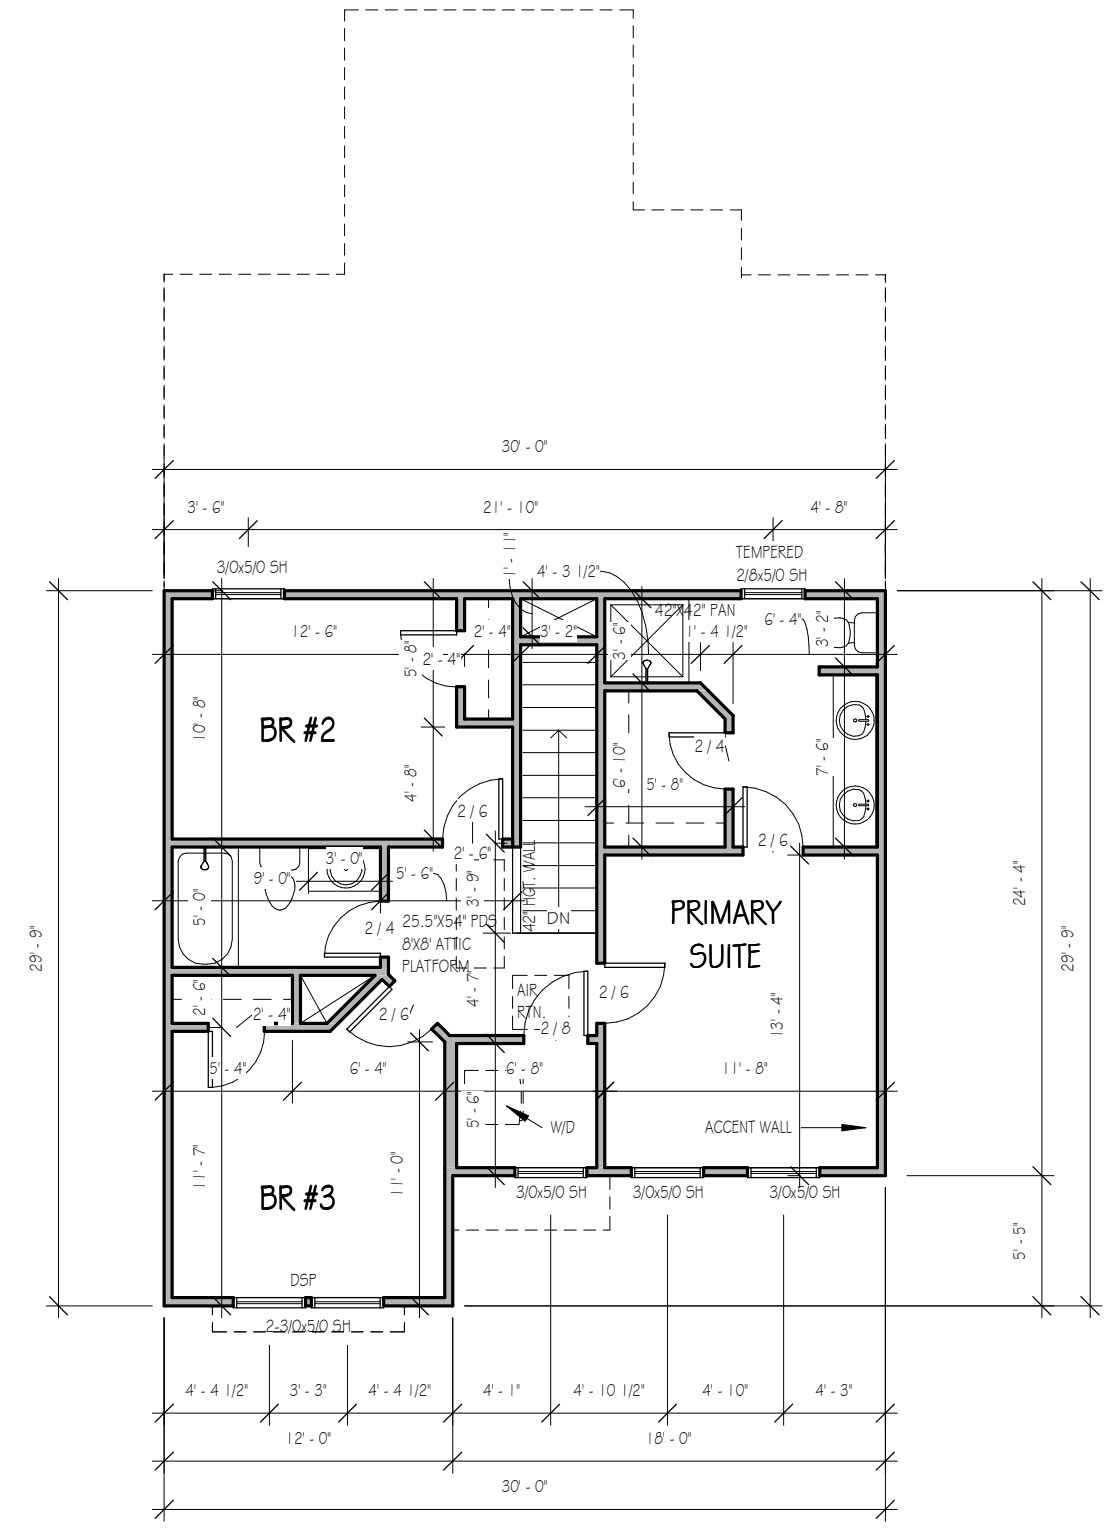 30' - 0"
3' - 6"
21' - 10"
4' - 8"
TEMPERED
3/0x5/0 SH
1' - 11"
4' - 3 1/2"
2/8x5/0 SH
42"X42" PAN
12' - 6"
2' - 4"
3' - 2"
3' - 6"
1' - 4 1/2"
6' - 4"
3' - 2"
5' - 8"
2' - 4"
10' - 8"
BR #2
4' - 8"
6' - 10"
2/4
5' - 8"
7' - 6"
2/6
2/6
2' - 6"
3' - 0"
9' - 0"
5' - 6"
3' - 9"
42" HGT. WALL
5' - 0"
2/4
25.5"X54" PDS
8'X8' ATTIC
PLATFORM
DN
PRIMARY
SUITE
24' - 4"
29' - 9"
29' - 9"
2' - 6"
2' - 4"
2/6
4' - 7"
AIR
RTN.
2/8
2/6
13' - 4"
5' - 4"
6' - 4"
6' - 8"
11' - 8"
5' - 6"
W/D
ACCENT WALL
11' - 7"
11' - 0"
BR #3
3/0x5/0 SH
3/0x5/0 SH
3/0x5/0 SH
5' - 5"
DSP
2-3/0x5/0 SH
4' - 4 1/2"
3' - 3"
4' - 4 1/2"
4' - 1"
4' - 10 1/2"
4' - 10"
4' - 3"
12' - 0"
18' - 0"
30' - 0"